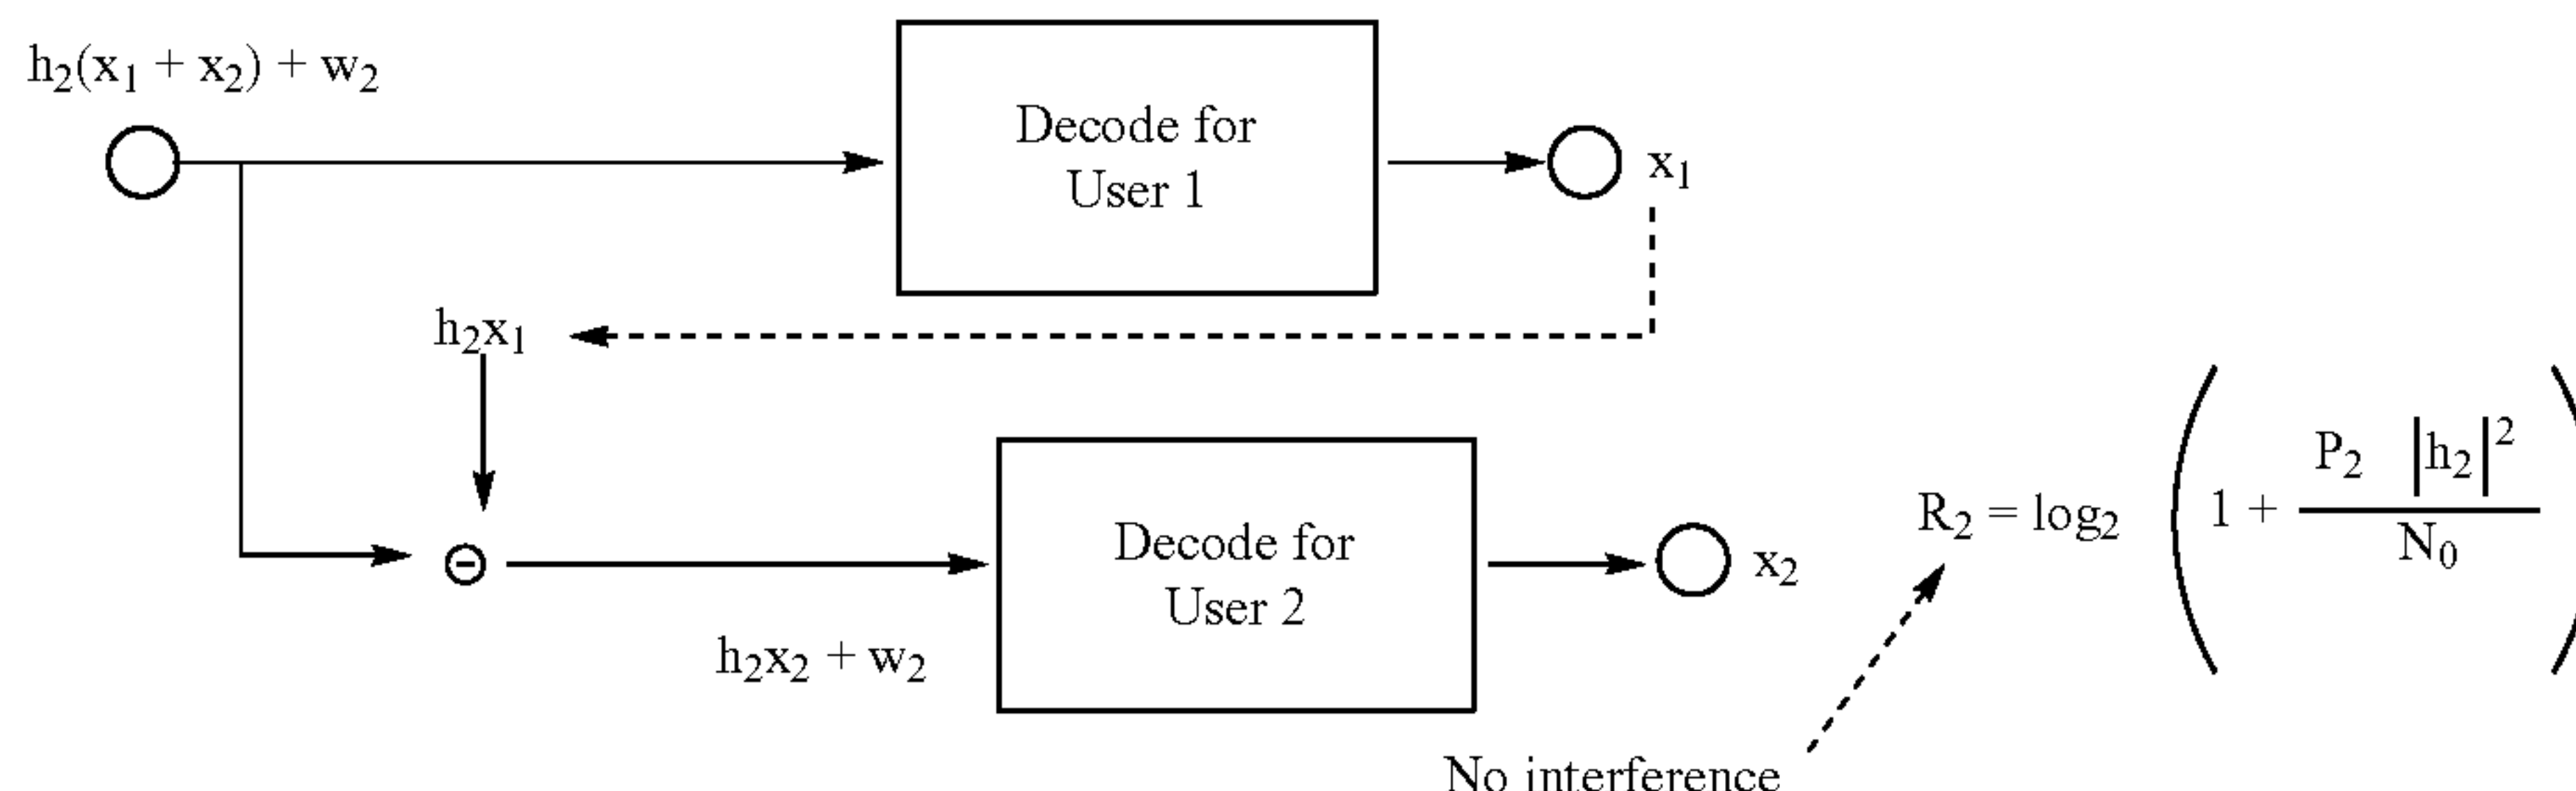 h₂(x₁ + x₂) + w₂
Decode for
User 1
x₁
h₂x₁
Decode for
User 2
x₂
h₂x₂ + w₂
R₂ = log₂ ( 1 + P₂ |h₂|² / N₀ )
No interference